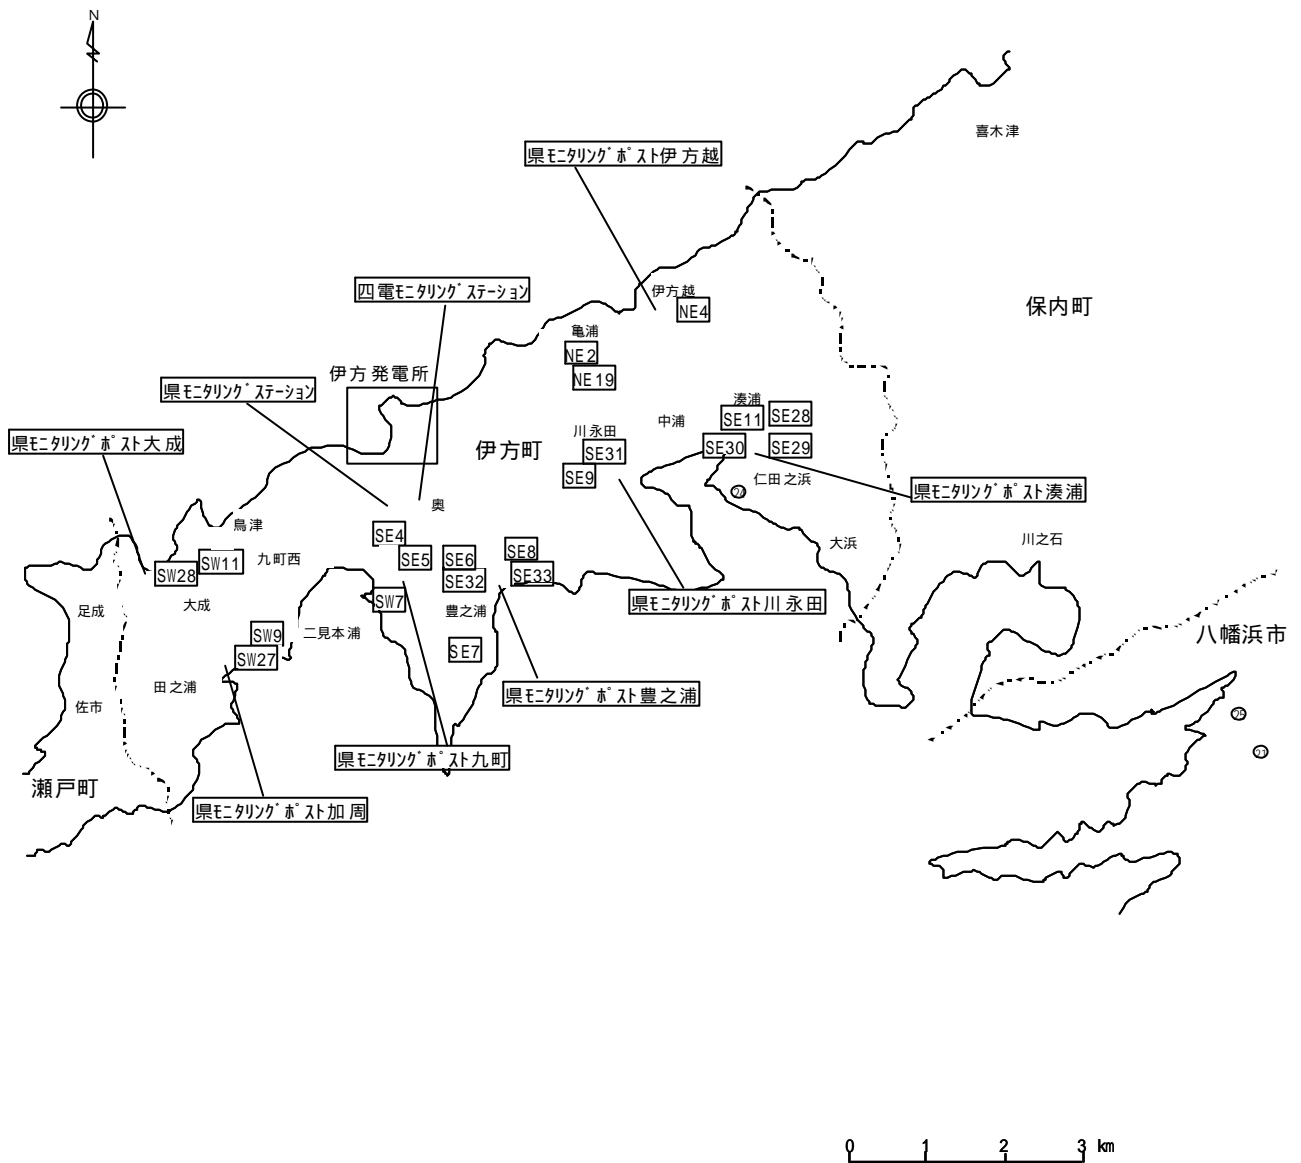 N
喜木津
県モニタリングポスト伊方越
伊方越
NE4
保内町
四電モニタリングステーション
亀浦
NE2
NE19
伊方発電所
県モニタリングステーション
湊浦
SE11
SE28
中浦
県モニタリングポスト大成
伊方町
川永田
SE31
SE30
SE29
SE9
仁田之浜
24
県モニタリングポスト湊浦
奥
鳥津
SE4
九町西
SW11
SE5
SE6
SE8
大浜
川之石
SW28
SE32
SE33
足成
大成
SW7
豊之浦
県モニタリングポスト川永田
SW9
二見本浦
八幡浜市
SW27
SE7
田之浦
県モニタリングポスト豊之浦
佐市
25
県モニタリングポスト九町
21
瀬戸町
県モニタリングポスト加周
0 1 2 3 km